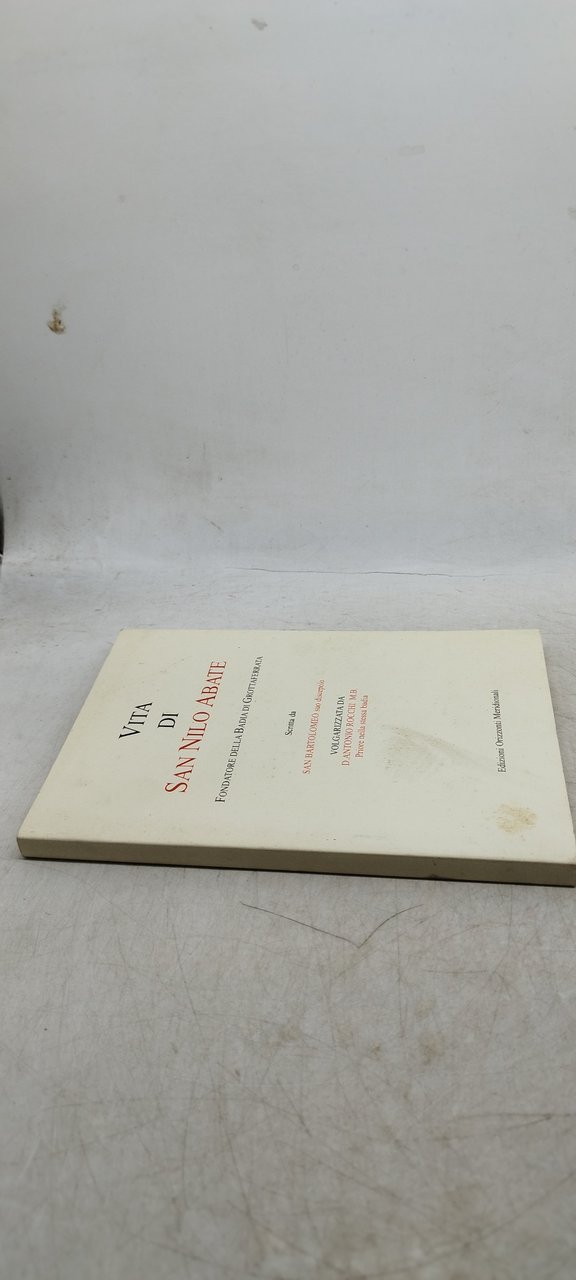 VITA
DI
SAN NILO ABATE
FONDATORE DELLA BADIA DI GROTTAFERRATA
Scritta da
SAN BARTOLOMEO suo discepolo
VOLGARIZZATA DA
D. ANTONIO ROCCHI M.B.
Priore nella stessa badia
Edizioni Orizzonti Meridionali